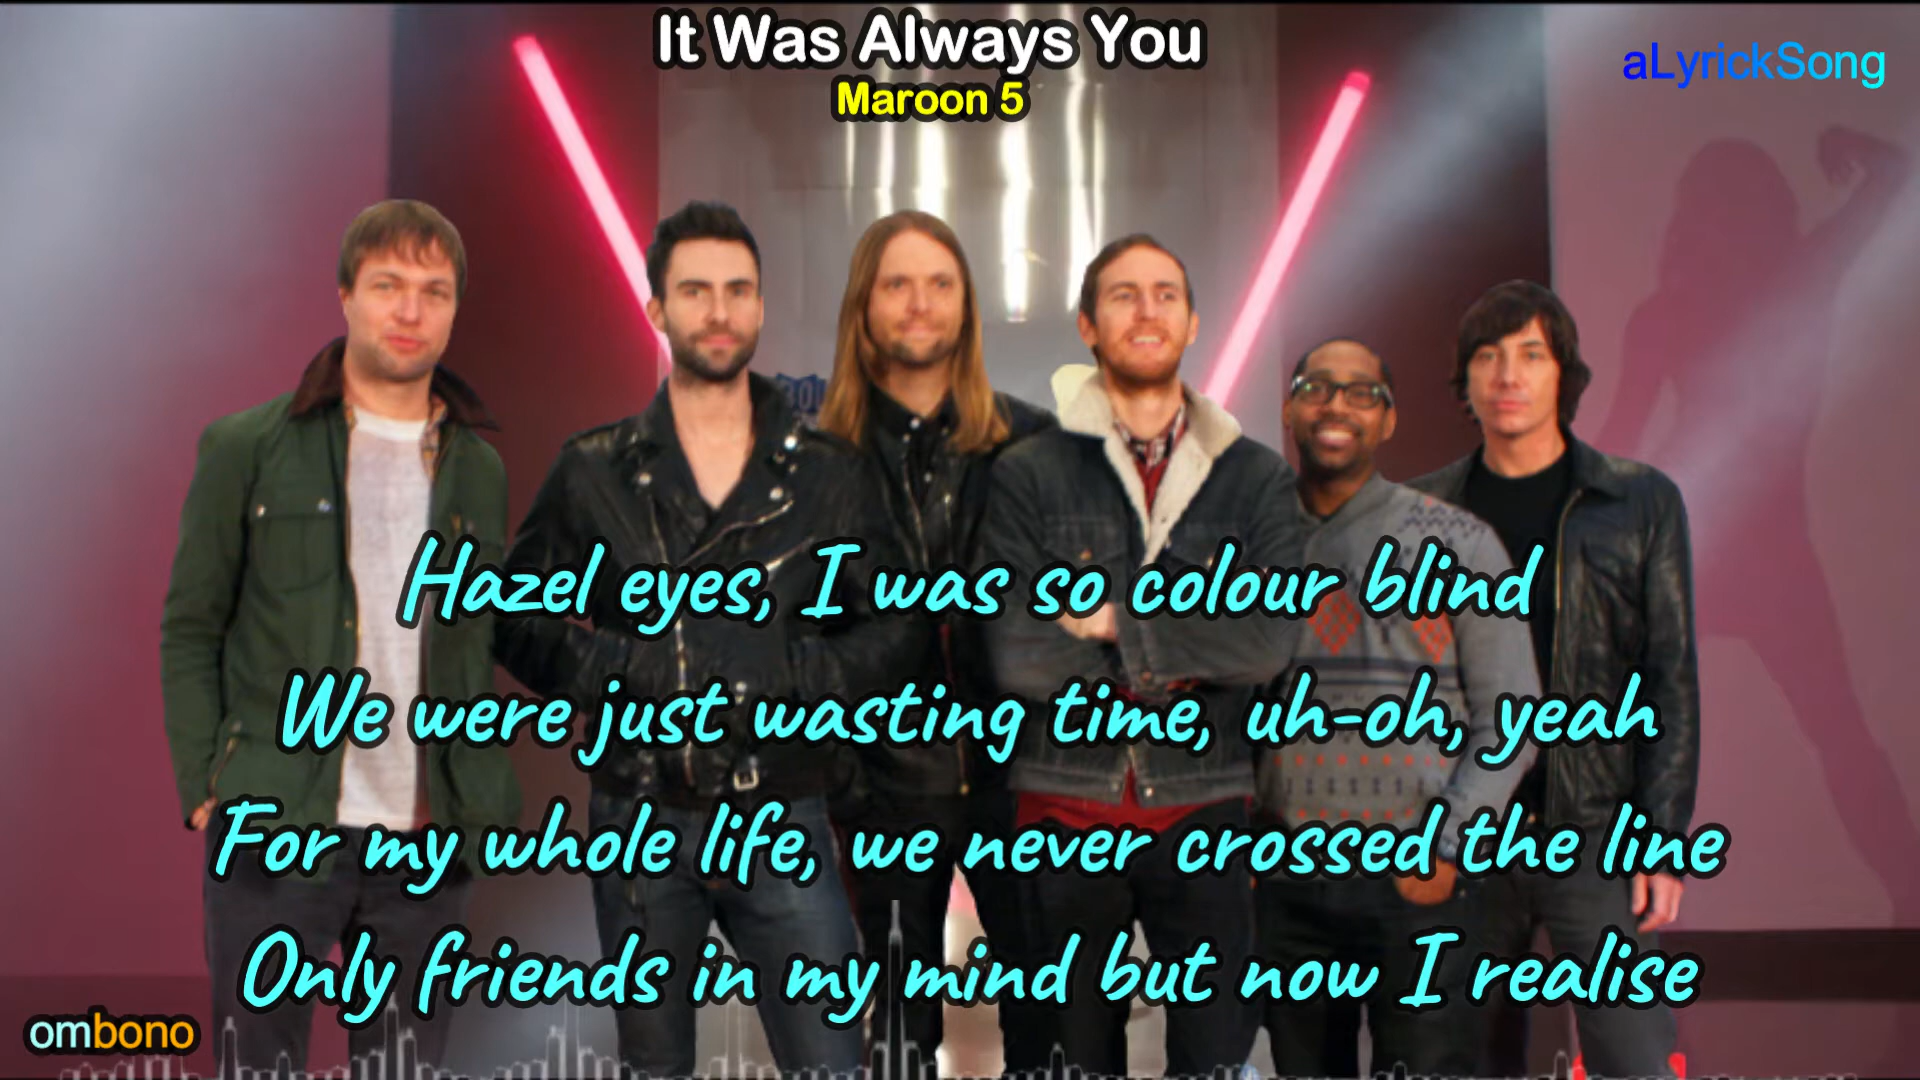 It Was Always You
Maroon 5
aLyrickSong
Hazel eyes, I was so colour blind
We were just wasting time, uh-oh, yeah
For my whole life, we never crossed the line
Only friends in my mind but now I realise
ombono